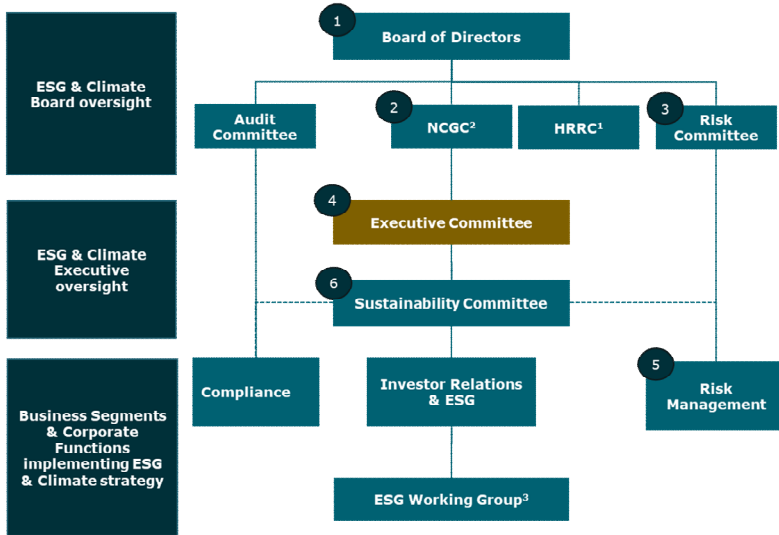 1
Board of Directors
ESG & Climate
Board oversight
Audit
Committee
2
NCGC²
HRRC¹
3
Risk
Committee
4
Executive Committee
ESG & Climate
Executive
oversight
6
Sustainability Committee
Compliance
Investor Relations
& ESG
5
Risk
Management
Business Segments
& Corporate
Functions
implementing ESG
& Climate strategy
ESG Working Group³